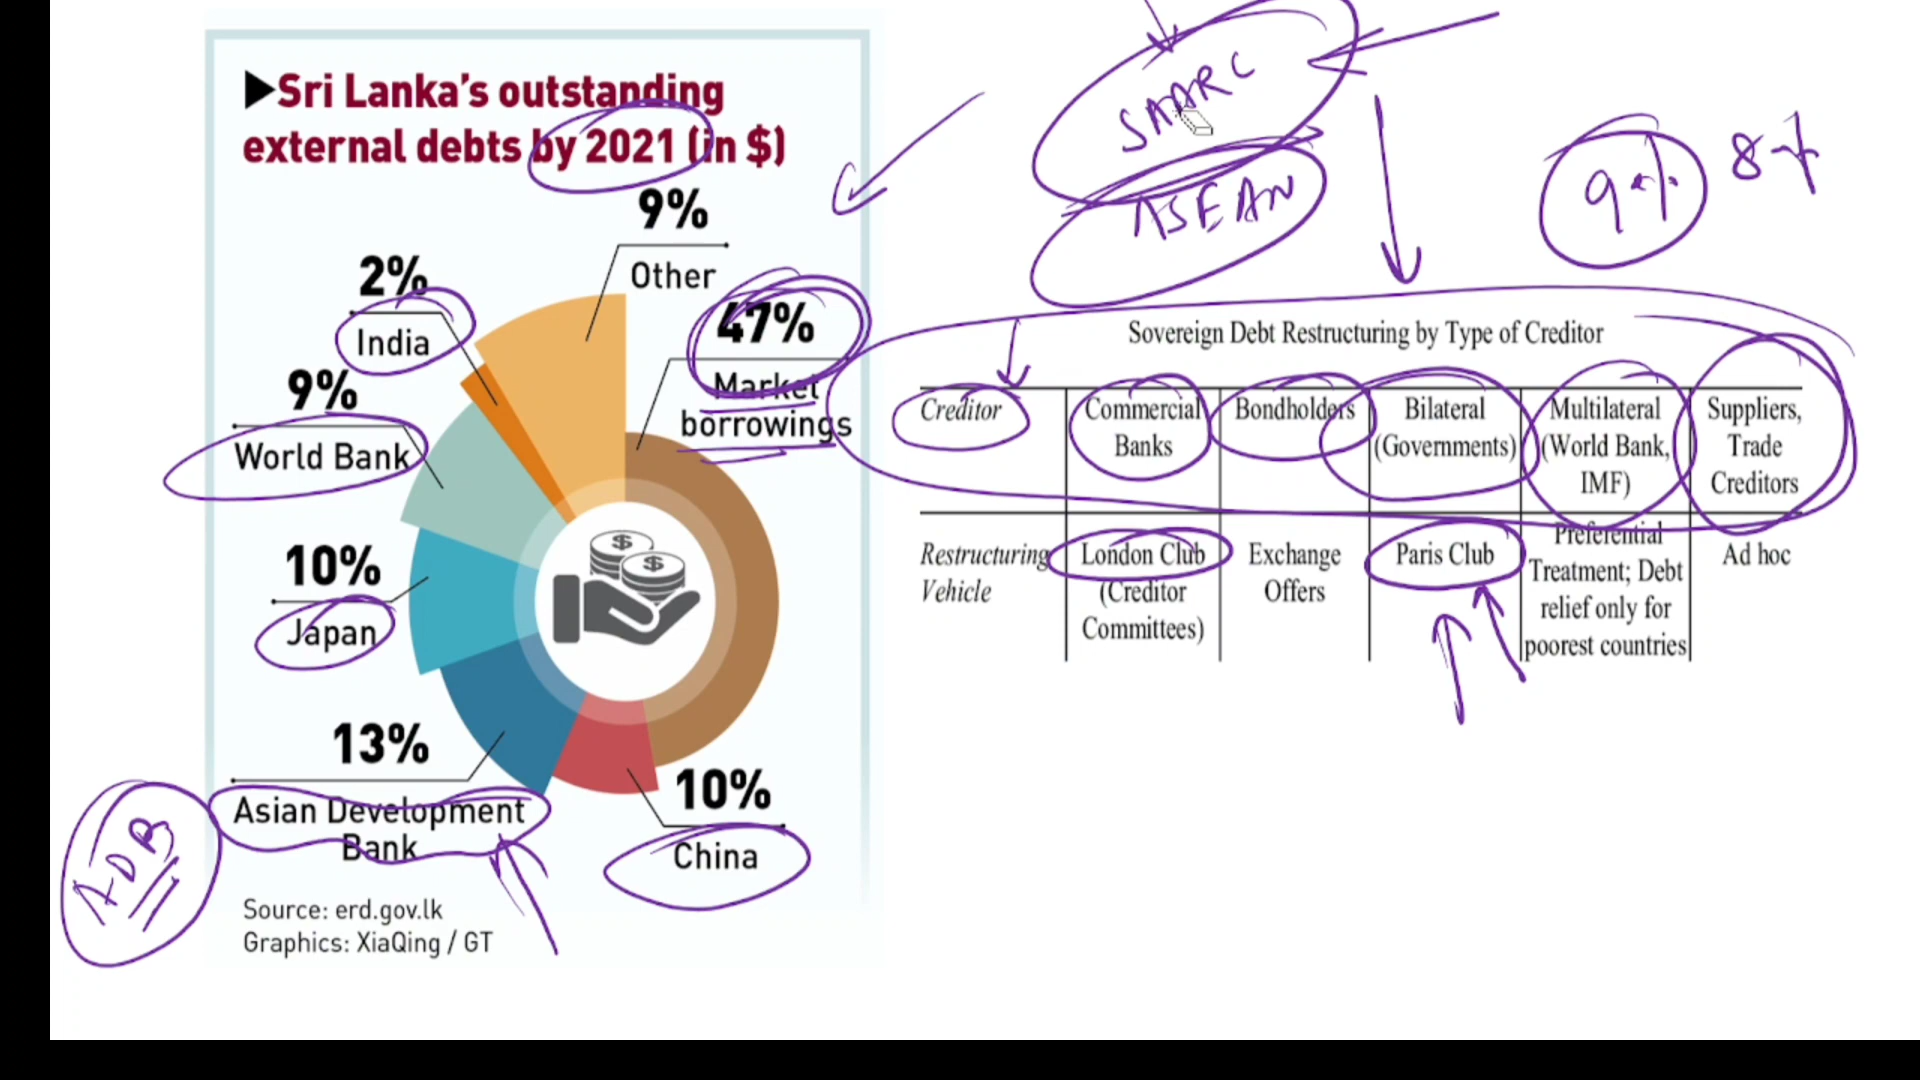 ▶Sri Lanka's outstanding
external debts by 2021 (in $)
9%
Other
2%
India
47%
Market
borrowings
9%
World Bank
10%
Japan
13%
Asian Development
Bank
10%
China
Source: erd.gov.lk
Graphics: XiaQing / GT
ADB
SAARC
ASEAN
9%
Sovereign Debt Restructuring by Type of Creditor
Creditor
Commercial
Banks
Bondholders
Bilateral
(Governments)
Multilateral
(World Bank,
IMF)
Suppliers,
Trade
Creditors
Restructuring
Vehicle
London Club
(Creditor
Committees)
Exchange
Offers
Paris Club
Preferential
Treatment; Debt
relief only for
poorest countries
Ad hoc